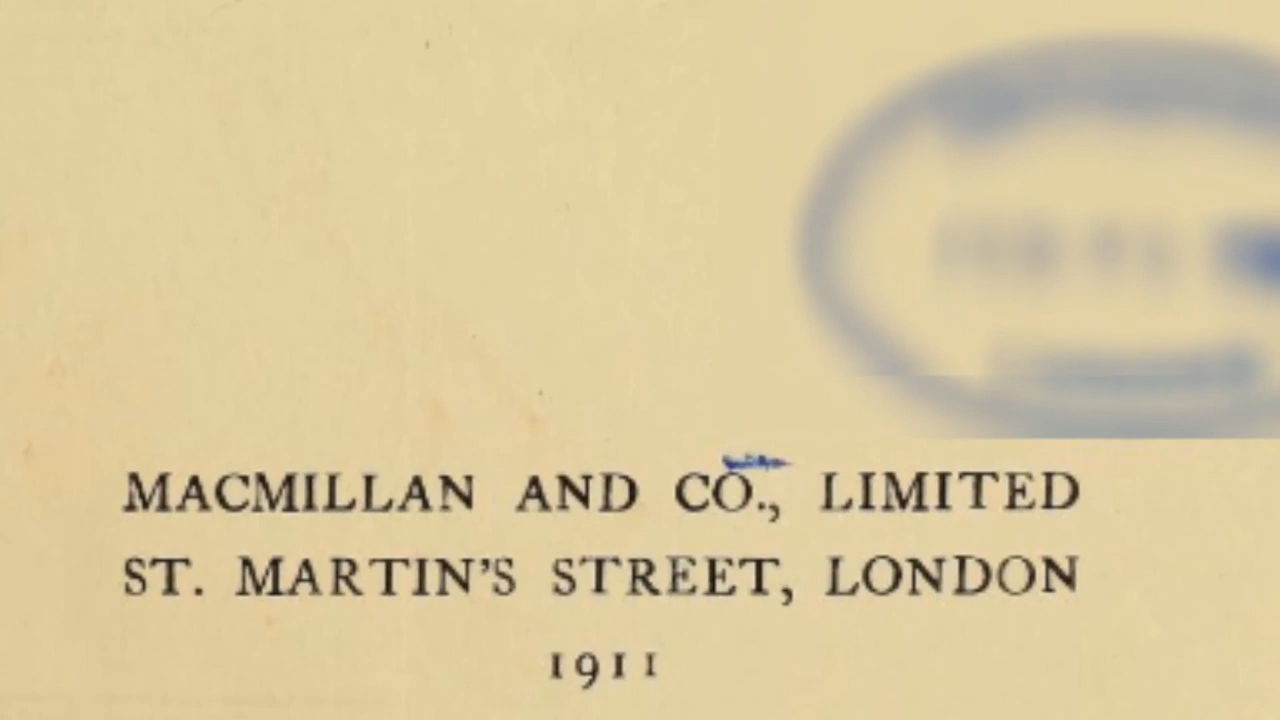 MACMILLAN AND CO., LIMITED
ST. MARTIN'S STREET, LONDON
1911